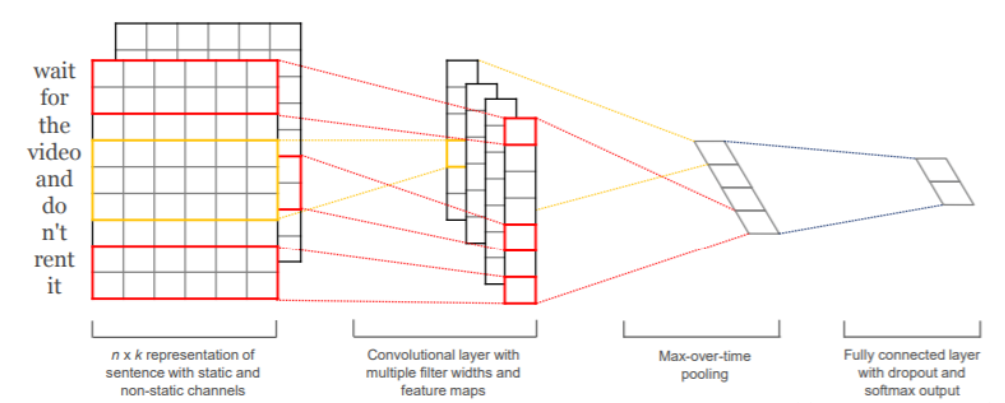 wait
for
the
video
and
do
n't
rent
it
n x k representation of
sentence with static and
non-static channels
Convolutional layer with
multiple filter widths and
feature maps
Max-over-time
pooling
Fully connected layer
with dropout and
softmax output